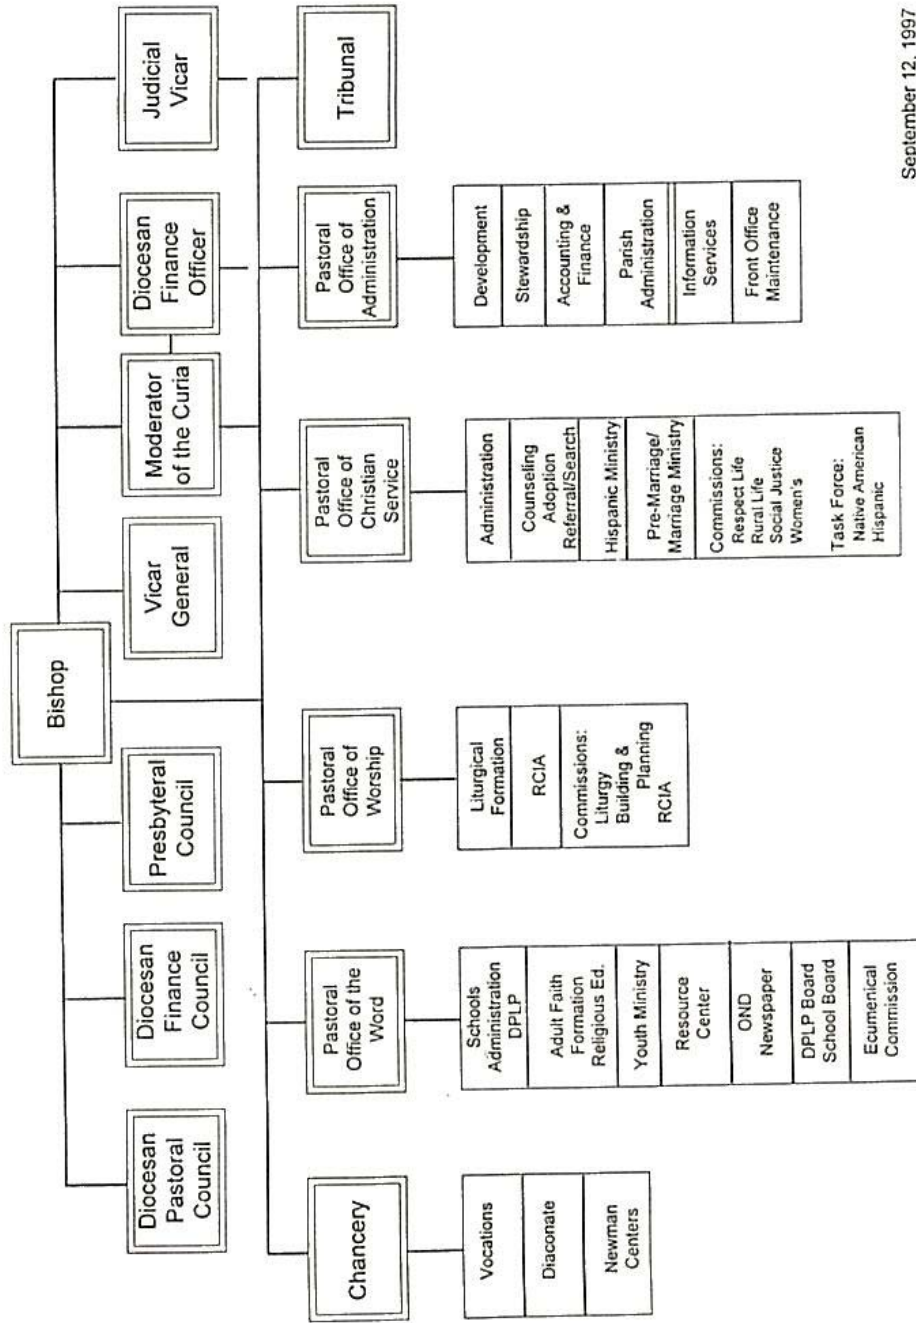 Bishop
Diocesan
Pastoral
Council
Diocesan
Finance
Council
Presbyteral
Council
Vicar
General
Moderator
of the Curia
Diocesan
Finance
Officer
Judicial
Vicar
Chancery
Pastoral
Office of the
Word
Pastoral
Office of
Worship
Pastoral
Office of
Christian
Service
Pastoral
Office of
Administration
Tribunal
Vocations
Diaconate
Newman
Centers
Schools
Administration
DPLP
Adult Faith
Formation
Religious Ed.
Youth Ministry
Resource
Center
OND
Newspaper
DPLP Board
School Board
Ecumenical
Commission
Liturgical
Formation
RCIA
Commissions:
Liturgy
Building &
Planning
RCIA
Administration
Counseling
Adoption
Referral/Search
Hispanic Ministry
Pre-Marriage/
Marriage Ministry
Commissions:
Respect Life
Rural Life
Social Justice
Women's
Task Force:
Native American
Hispanic
Development
Stewardship
Accounting &
Finance
Parish
Administration
Information
Services
Front Office
Maintenance
September 12, 1997